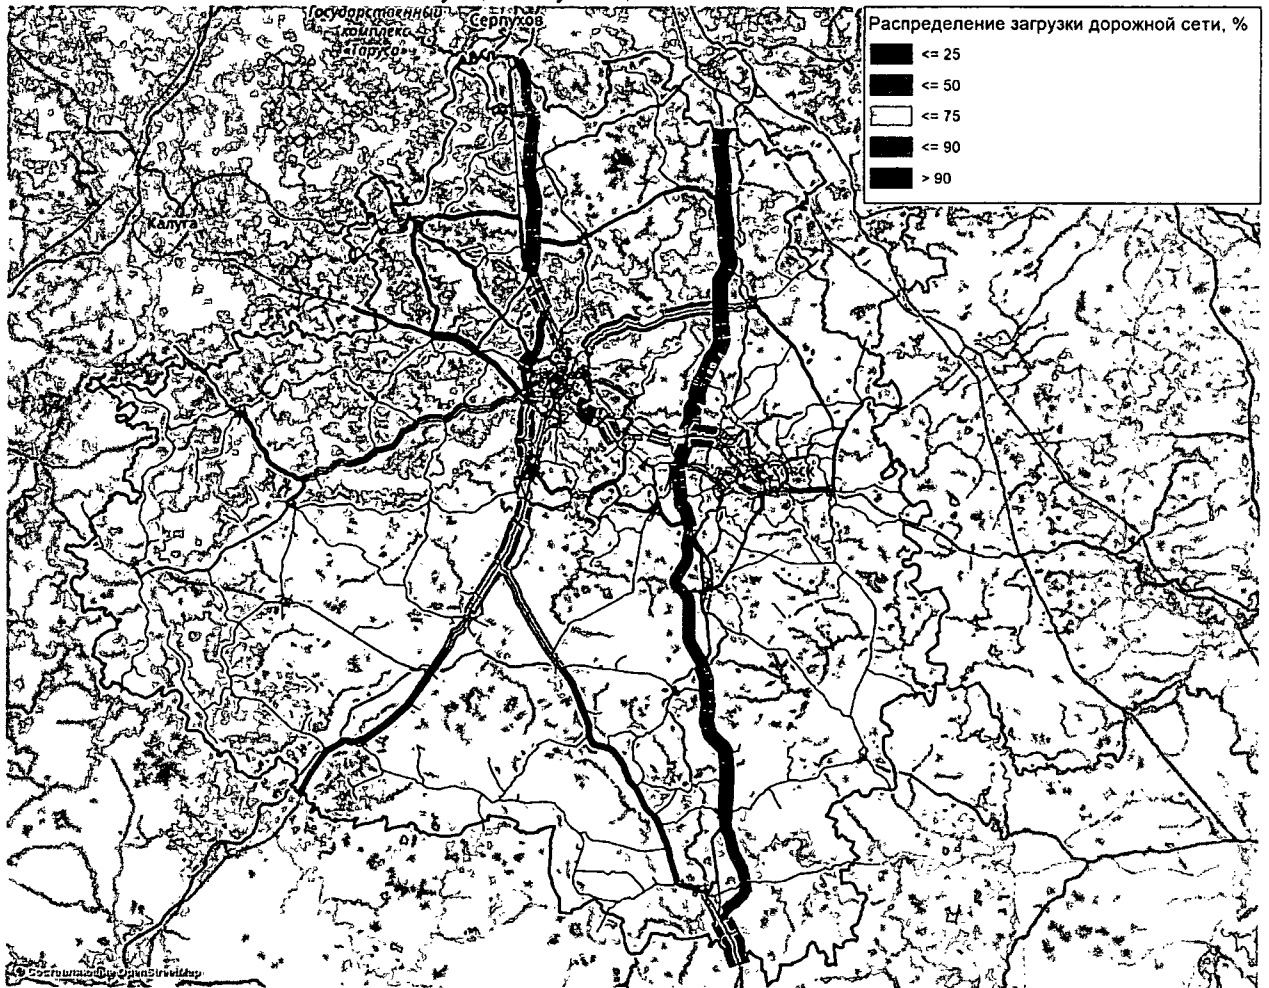 Государственный
комплекс
«Таруса»
Серпухов
Распределение загрузки дорожной сети, %
<= 25
<= 50
<= 75
<= 90
> 90
Калуга